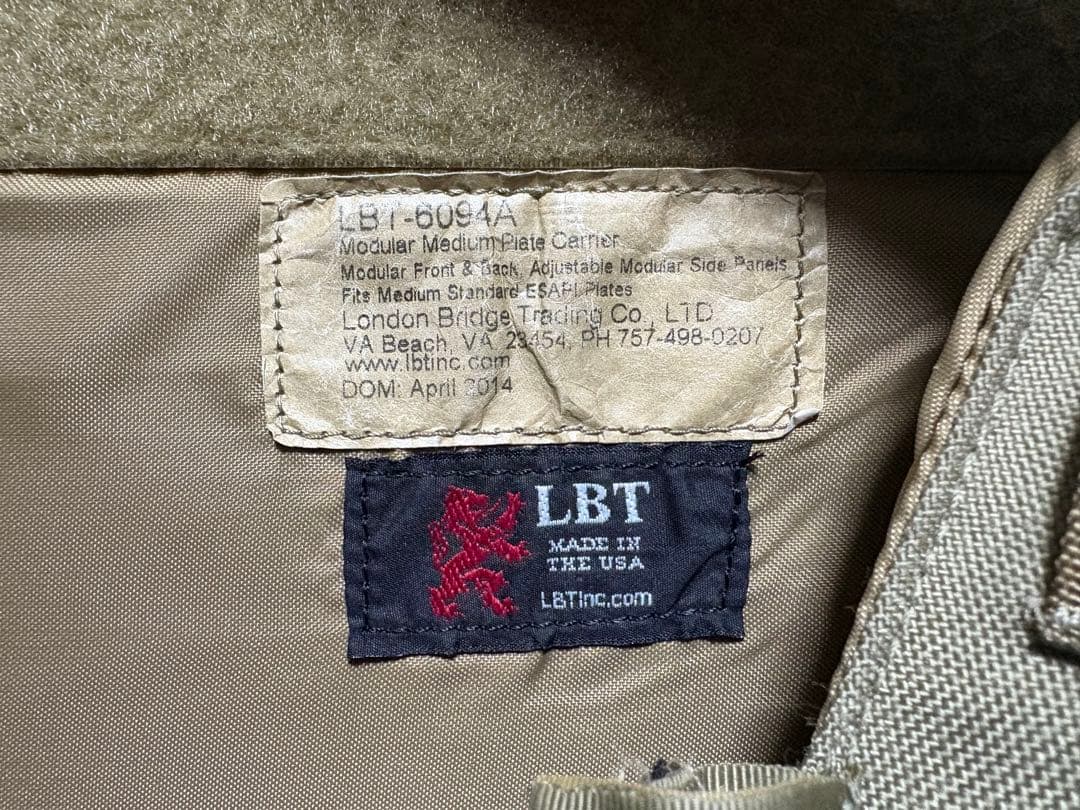 LBT-6094A
Modular Medium Plate Carrier
Modular Front & Back, Adjustable Modular Side Panels
Fits Medium Standard ESAPI Plates
London Bridge Trading Co., LTD
VA Beach, VA 23454, PH 757-498-0207
www.lbtinc.com
DOM: April 2014
LBT
MADE IN
THE USA
LBTInc.com